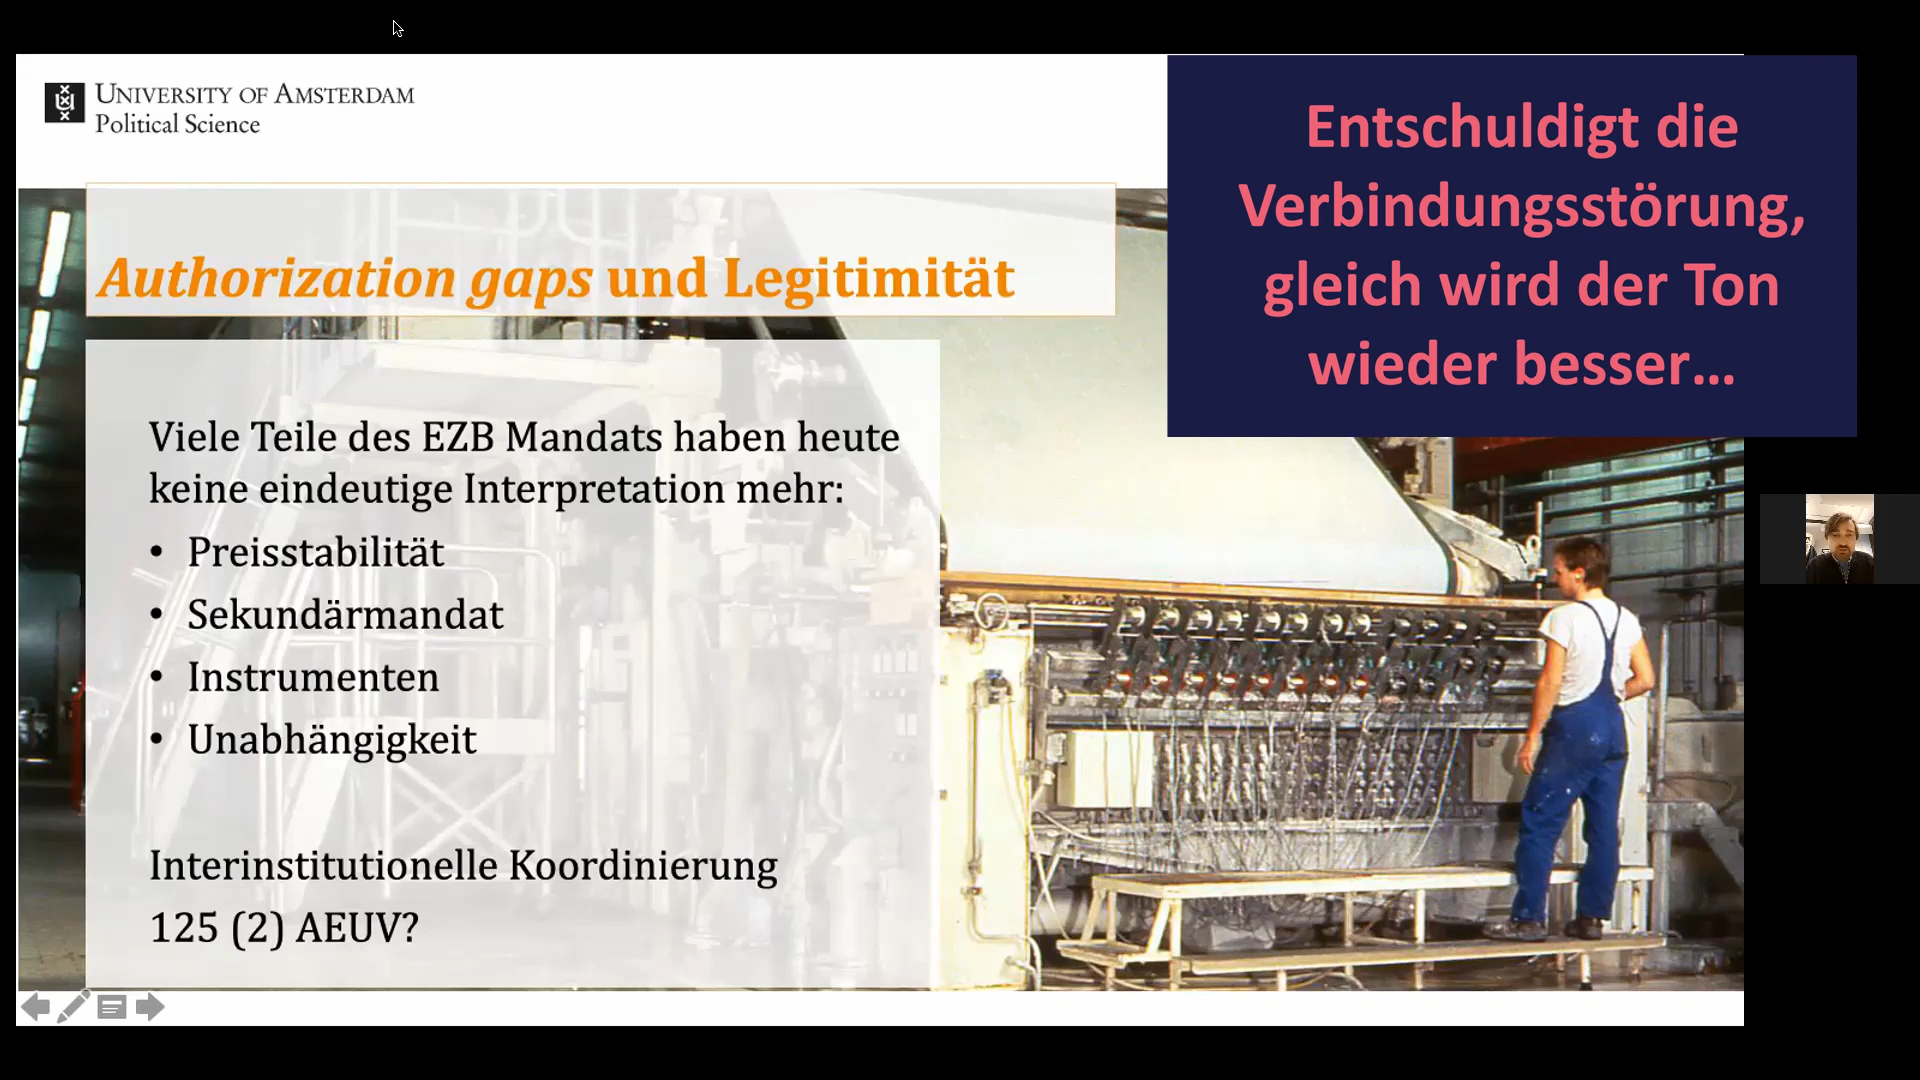 UNIVERSITY OF AMSTERDAM
Political Science
Entschuldigt die
Verbindungsstörung,
gleich wird der Ton
wieder besser...
Authorization gaps und Legitimität
Viele Teile des EZB Mandats haben heute
keine eindeutige Interpretation mehr:
• Preisstabilität
• Sekundärmandat
• Instrumenten
• Unabhängigkeit
Interinstitutionelle Koordinierung
125 (2) AEUV?